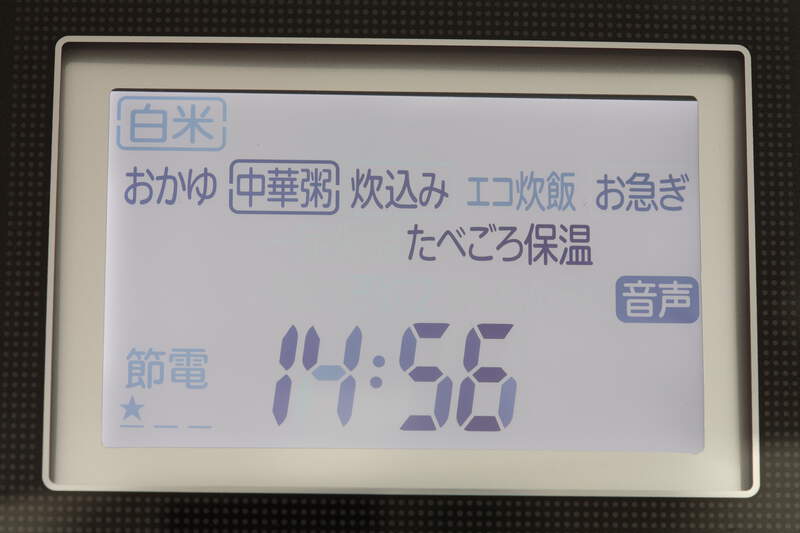 白米
おかゆ 中華粥 炊込み エコ炊飯 お急ぎ
たべごろ保温
音声
節電
14:56